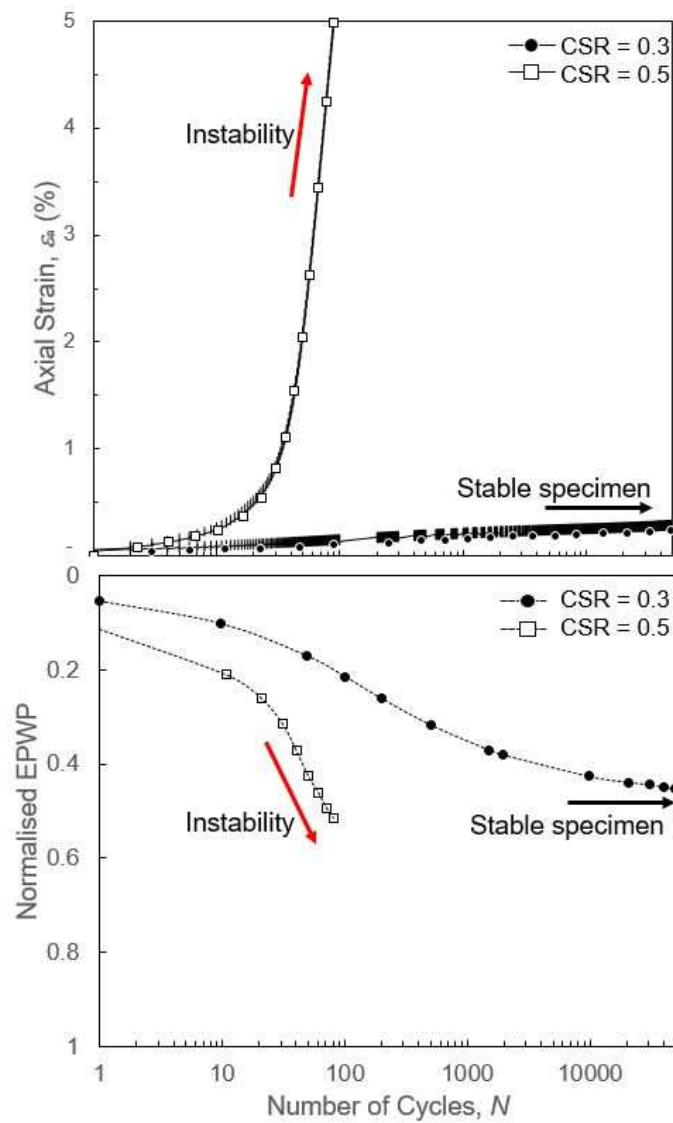 5
CSR = 0.3
CSR = 0.5
4
Instability
3
Axial Strain, εa (%)
2
1
Stable specimen
-
0
CSR = 0.3
CSR = 0.5
0.2
0.4
Instability
Stable specimen
Normalised EPWP
0.6
0.8
1
1 10 100 1000 10000
Number of Cycles, N